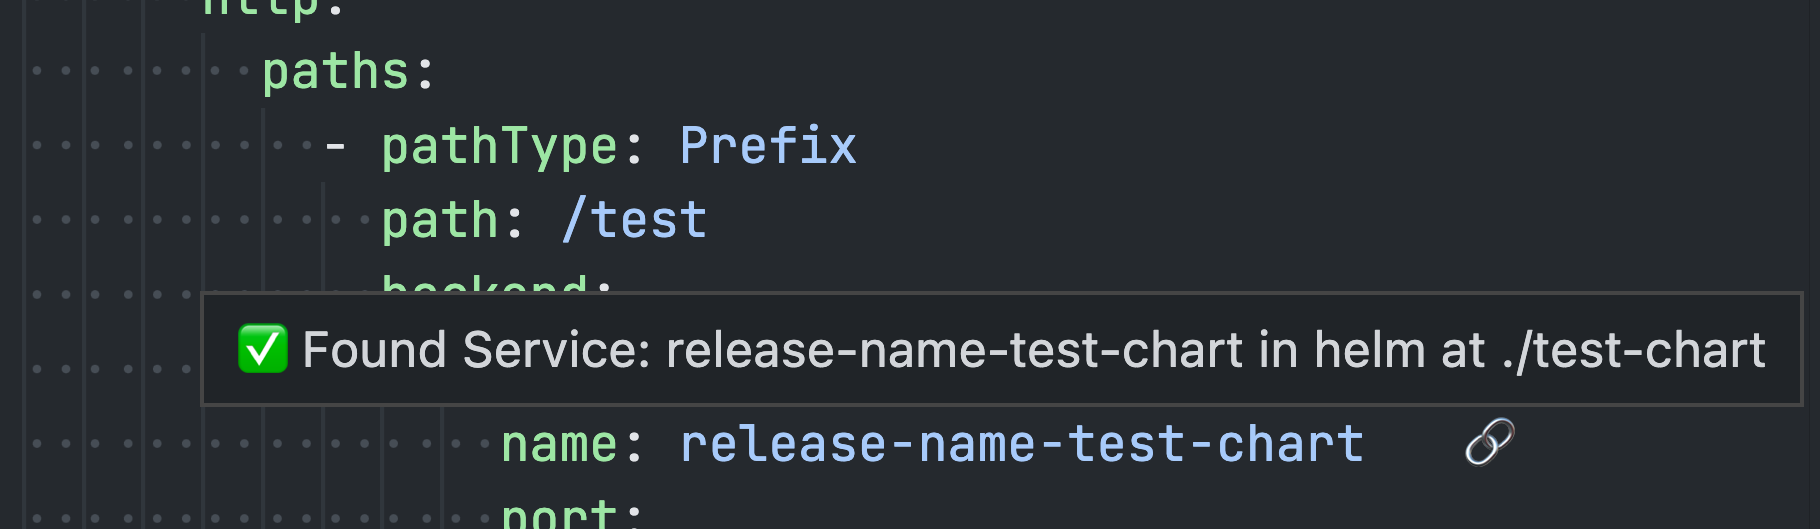 http:
paths:
- pathType: Prefix
path: /test
backend:
✅ Found Service: release-name-test-chart in helm at ./test-chart
name: release-name-test-chart 🔗
port: